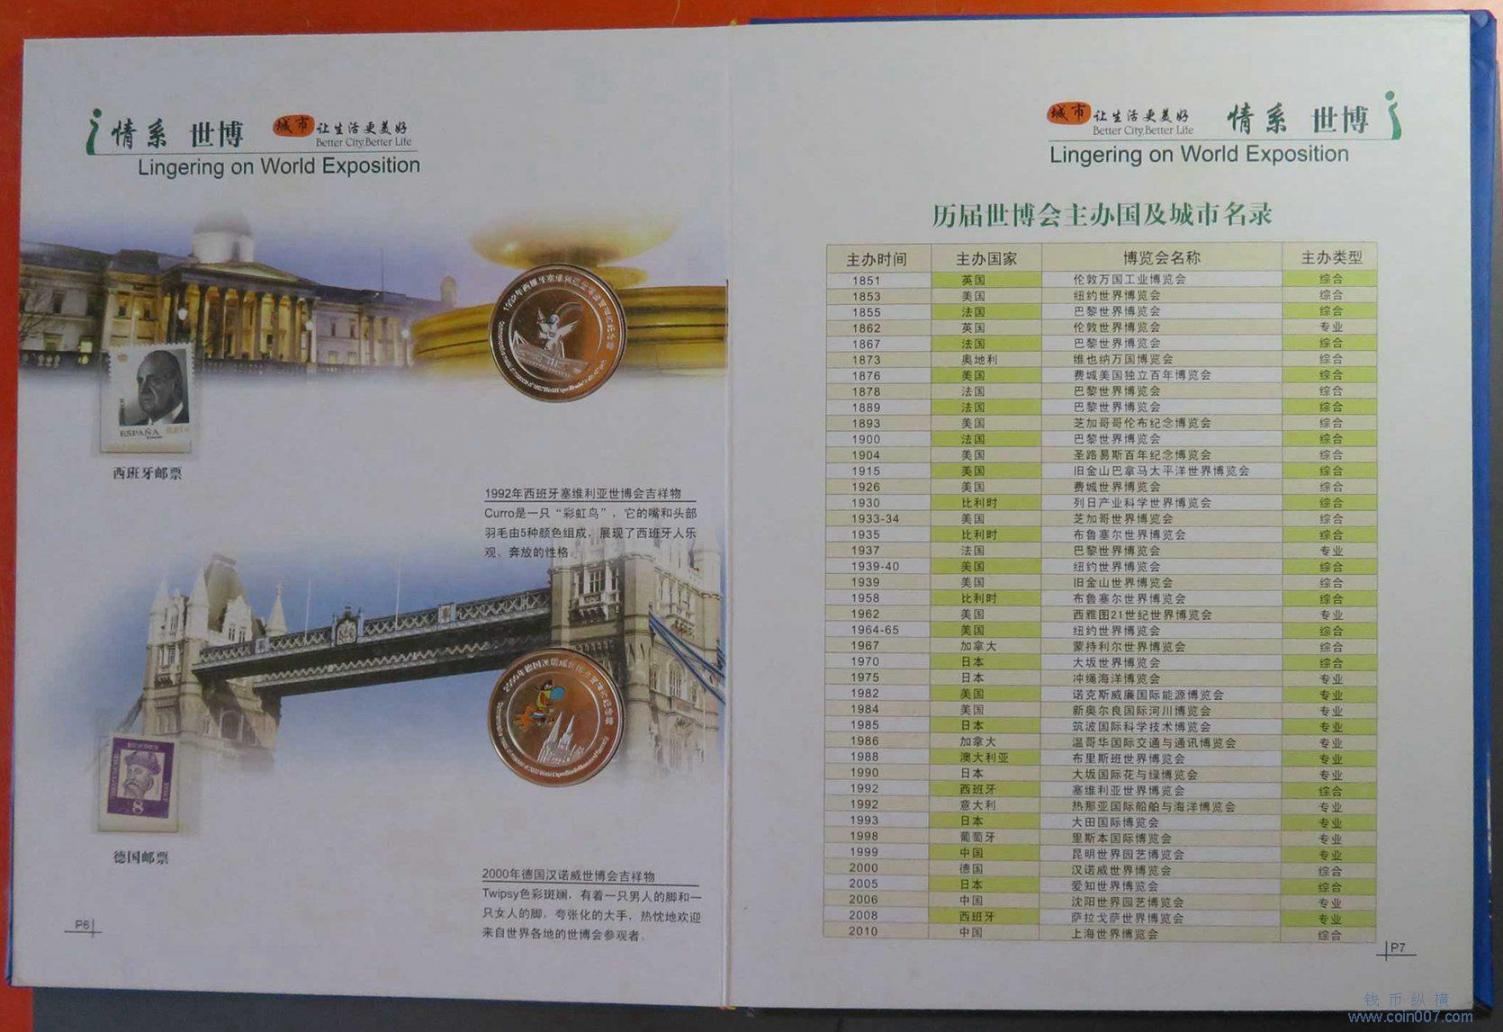 情系 世博 城市 让生活更美好
Better City,Better Life
Lingering on World Exposition
ESPAÑA
西班牙邮票
1992年西班牙塞维利亚世博会吉祥物
Curro是一只“彩虹鸟”，它的嘴和头部
羽毛由5种颜色组成，展现了西班牙人乐
观、奔放的性格。
德国邮票
2000年德国汉诺威世博会吉祥物
Twipsy色彩斑斓，有着一只男人的脚和一
只女人的脚，夸张化的大手，热忱地欢迎
来自世界各地的世博会参观者。
P6
城市 让生活更美好 情系 世博
Better City,Better Life
Lingering on World Exposition
历届世博会主办国及城市名录
主办时间 主办国家 博览会名称 主办类型
1851 英国 伦敦万国工业博览会 综合
1853 美国 纽约世界博览会 综合
1855 法国 巴黎世界博览会 综合
1862 英国 伦敦世界博览会 专业
1867 法国 巴黎世界博览会 综合
1873 奥地利 维也纳万国博览会 综合
1876 美国 费城美国独立百年博览会 综合
1878 法国 巴黎世界博览会 综合
1889 法国 巴黎世界博览会 综合
1893 美国 芝加哥哥伦布纪念博览会 综合
1900 法国 巴黎世界博览会 综合
1904 美国 圣路易斯百年纪念博览会 综合
1915 美国 旧金山巴拿马太平洋世界博览会 综合
1926 美国 费城世界博览会 综合
1930 比利时 列日产业科学世界博览会 综合
1933-34 美国 芝加哥世界博览会 综合
1935 比利时 布鲁塞尔世界博览会 综合
1937 法国 巴黎世界博览会 专业
1939-40 美国 纽约世界博览会 综合
1939 美国 旧金山世界博览会 综合
1958 比利时 布鲁塞尔世界博览会 综合
1962 美国 西雅图21世纪世界博览会 专业
1964-65 美国 纽约世界博览会 综合
1967 加拿大 蒙特利尔世界博览会 综合
1970 日本 大坂世界博览会 综合
1975 日本 冲绳海洋博览会 专业
1982 美国 诺克斯威廉国际能源博览会 专业
1984 美国 新奥尔良国际河川博览会 专业
1985 日本 筑波国际科学技术博览会 专业
1986 加拿大 温哥华国际交通与通讯博览会 专业
1988 澳大利亚 布里斯班世界博览会 专业
1990 日本 大坂国际花与绿博览会 专业
1992 西班牙 塞维利亚世界博览会 综合
1992 意大利 热那亚国际船舶与海洋博览会 专业
1993 日本 大田国际博览会 专业
1998 葡萄牙 里斯本国际博览会 专业
1999 中国 昆明世界园艺博览会 专业
2000 德国 汉诺威世界博览会 综合
2005 日本 爱知世界博览会 综合
2006 中国 沈阳世界园艺博览会 专业
2008 西班牙 萨拉戈萨世界博览会 专业
2010 中国 上海世界博览会 综合
P7
钱币纵横
www.coin007.com